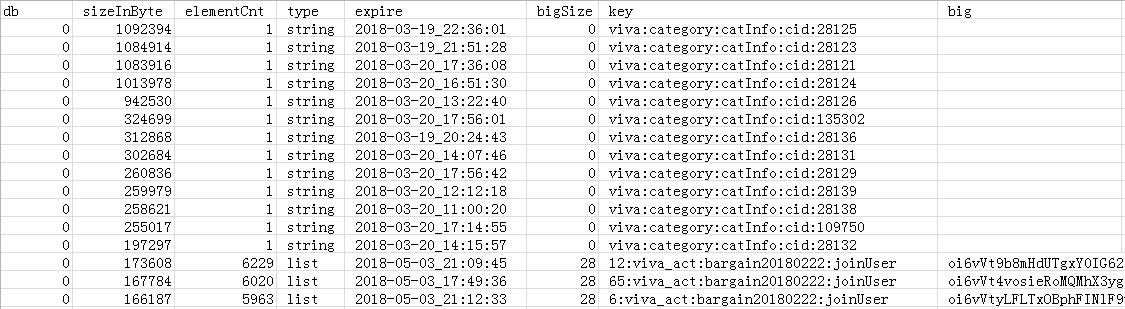 db sizeInByte elementCnt type expire bigSize key big
0 1092394 1 string 2018-03-19_22:36:01 0 viva:category:catInfo:cid:28125
0 1084914 1 string 2018-03-19_21:51:28 0 viva:category:catInfo:cid:28123
0 1083916 1 string 2018-03-20_17:36:08 0 viva:category:catInfo:cid:28121
0 1013978 1 string 2018-03-20_16:51:30 0 viva:category:catInfo:cid:28124
0 942530 1 string 2018-03-20_13:22:40 0 viva:category:catInfo:cid:28126
0 324699 1 string 2018-03-20_17:56:01 0 viva:category:catInfo:cid:135302
0 312868 1 string 2018-03-19_20:24:43 0 viva:category:catInfo:cid:28136
0 302684 1 string 2018-03-20_14:07:46 0 viva:category:catInfo:cid:28131
0 260836 1 string 2018-03-20_17:56:42 0 viva:category:catInfo:cid:28129
0 259979 1 string 2018-03-20_12:12:18 0 viva:category:catInfo:cid:28139
0 258621 1 string 2018-03-20_11:00:20 0 viva:category:catInfo:cid:28138
0 255017 1 string 2018-03-20_17:14:55 0 viva:category:catInfo:cid:109750
0 197297 1 string 2018-03-20_14:15:57 0 viva:category:catInfo:cid:28132
0 173608 6229 list 2018-05-03_21:09:45 28 12:viva_act:bargain20180222:joinUser oi6vVt9b8mHdUTgxY0IG62
0 167784 6020 list 2018-05-03_17:49:36 28 65:viva_act:bargain20180222:joinUser oi6vVt4vosieRoMQMhX3yg
0 166187 5963 list 2018-05-03_21:12:33 28 6:viva_act:bargain20180222:joinUser oi6vVtyLFLTxOBphFINlF9